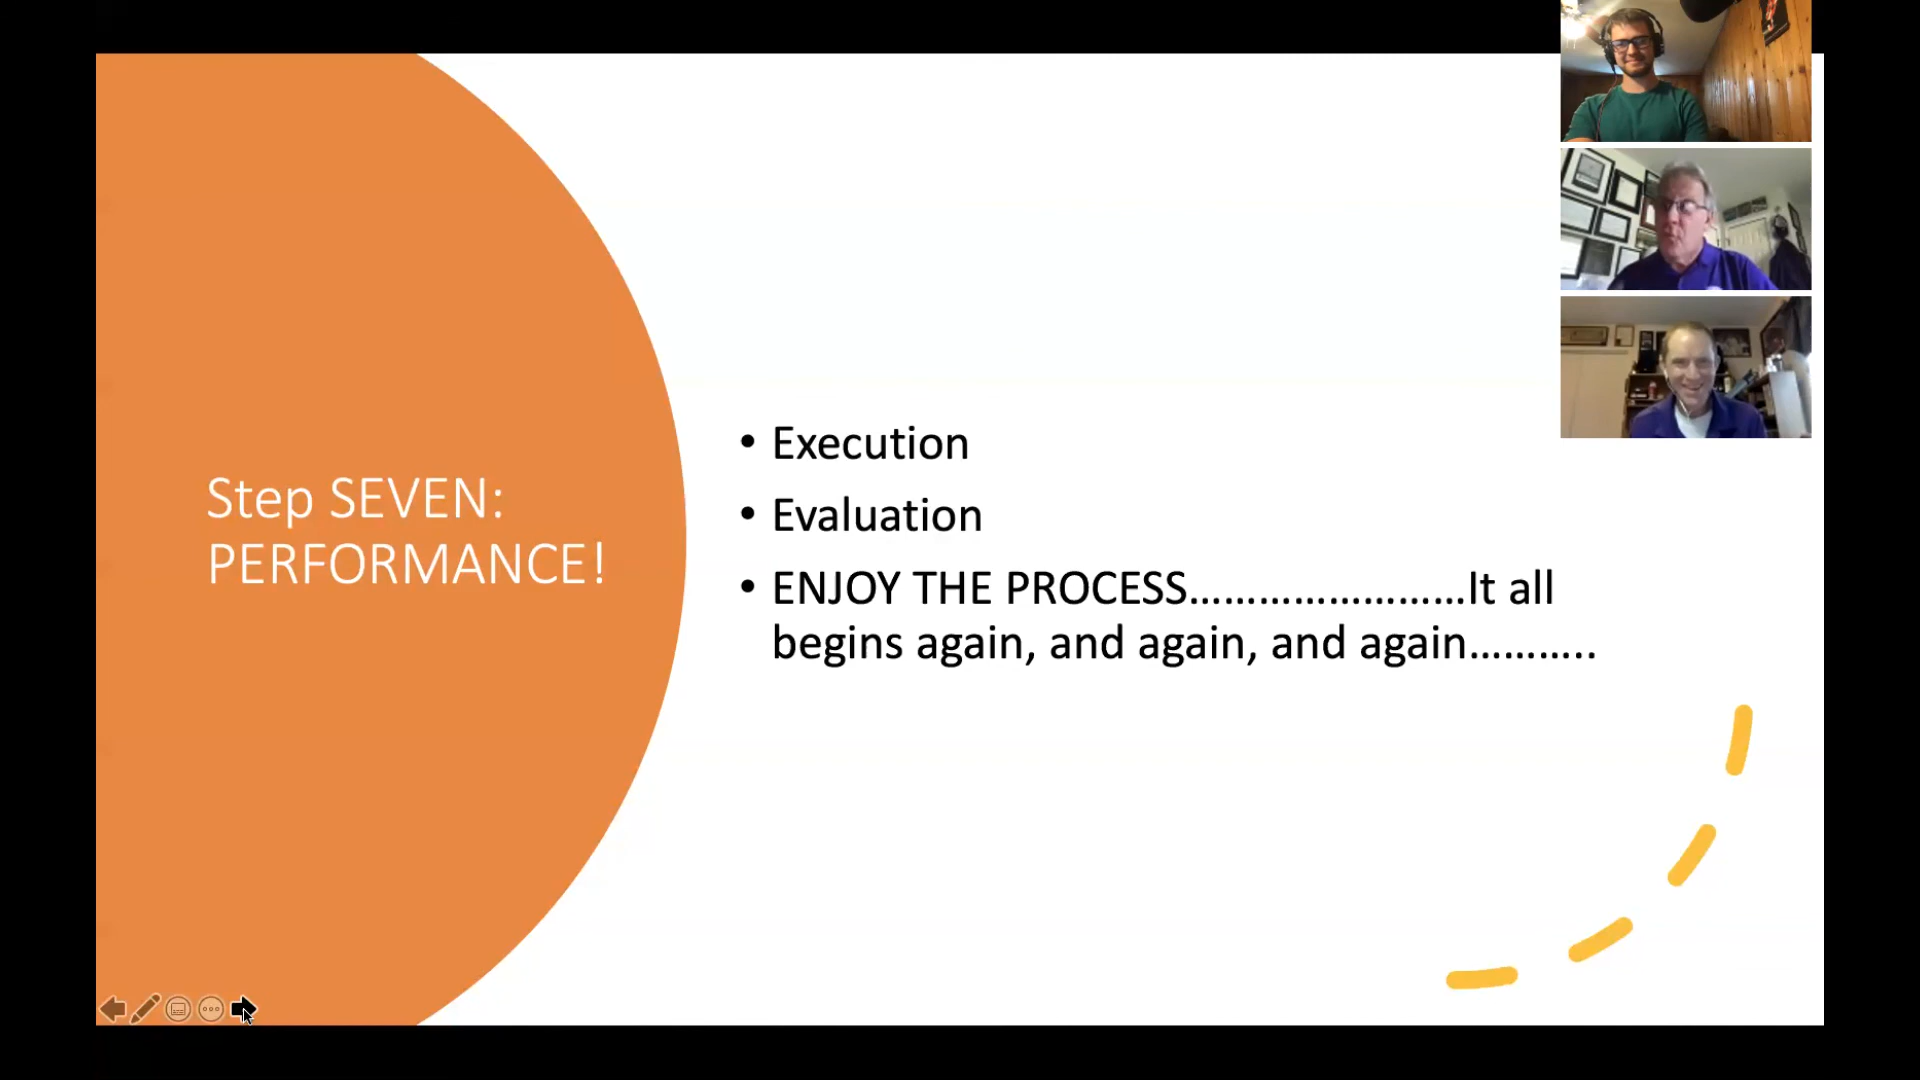 Step SEVEN:
PERFORMANCE!
• Execution
• Evaluation
• ENJOY THE PROCESS……………………It all
begins again, and again, and again………..